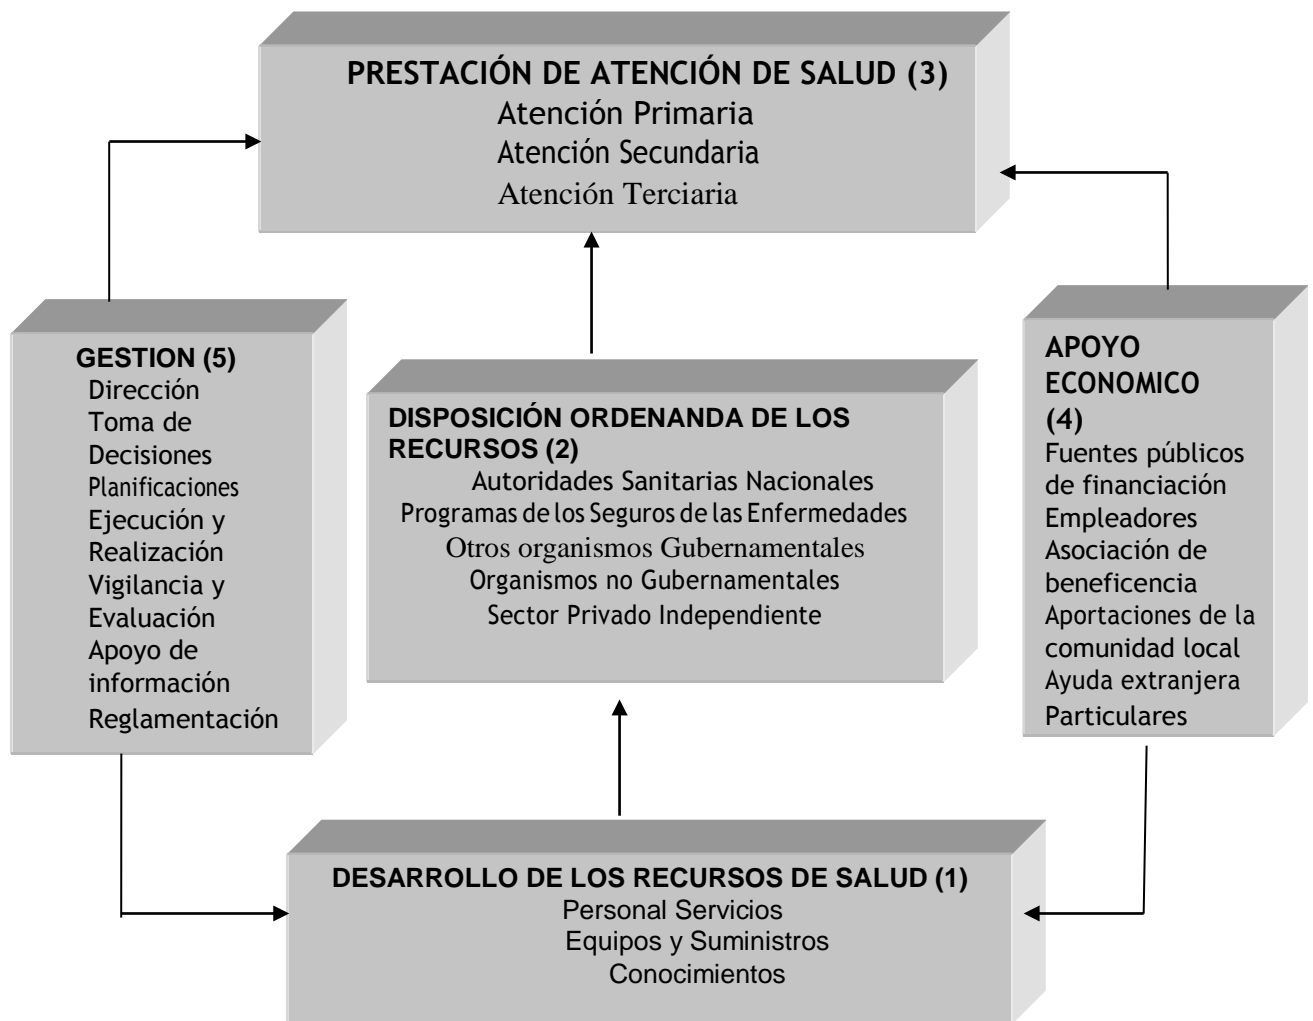 PRESTACIÓN DE ATENCIÓN DE SALUD (3)
Atención Primaria
Atención Secundaria
Atención Terciaria
GESTION (5)
Dirección
Toma de
Decisiones
Planificaciones
Ejecución y
Realización
Vigilancia y
Evaluación
Apoyo de
información
Reglamentación
DISPOSICIÓN ORDENANDA DE LOS
RECURSOS (2)
Autoridades Sanitarias Nacionales
Programas de los Seguros de las Enfermedades
Otros organismos Gubernamentales
Organismos no Gubernamentales
Sector Privado Independiente
APOYO
ECONOMICO
(4)
Fuentes públicos
de financiación
Empleadores
Asociación de
beneficencia
Aportaciones de la
comunidad local
Ayuda extranjera
Particulares
DESARROLLO DE LOS RECURSOS DE SALUD (1)
Personal Servicios
Equipos y Suministros
Conocimientos